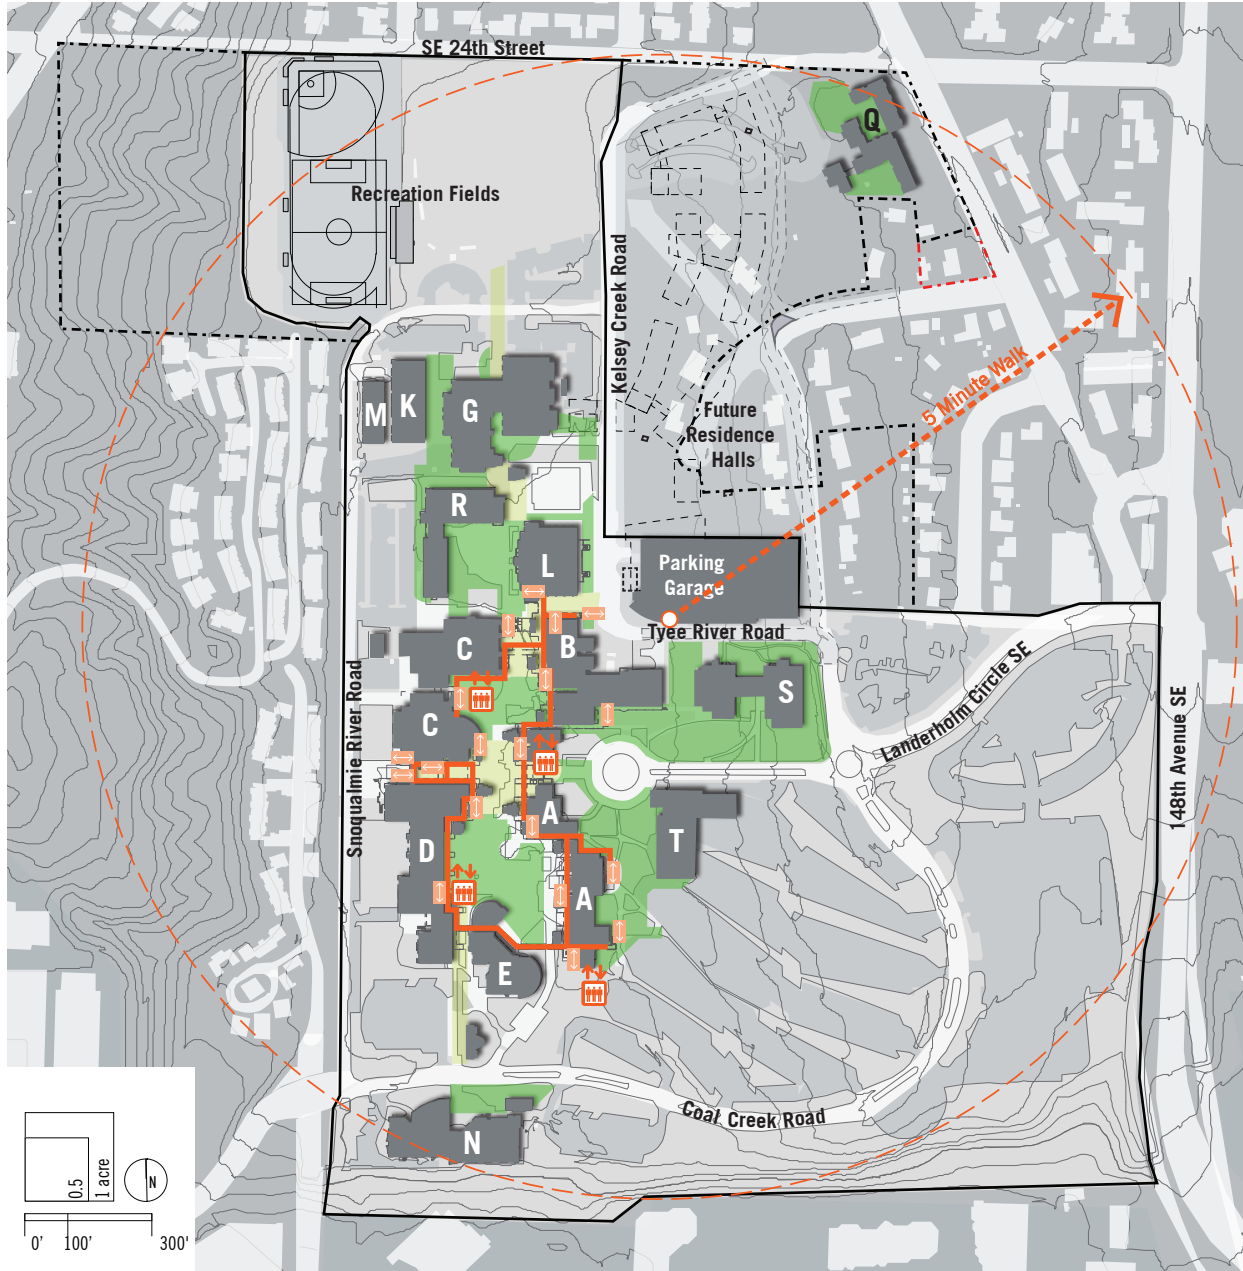 SE 24th Street
Q
Recreation Fields
Kelsey Creek Road
5 Minute Walk
M
K
G
Future
Residence
Halls
R
L
Parking
Garage
Tyee River Road
B
C
S
C
Landerholm Circle SE
148th Avenue SE
Snoqualmie River Road
A
D
T
A
E
Coal Creek Road
N
0.5
1 acre
N
0'
100'
300'